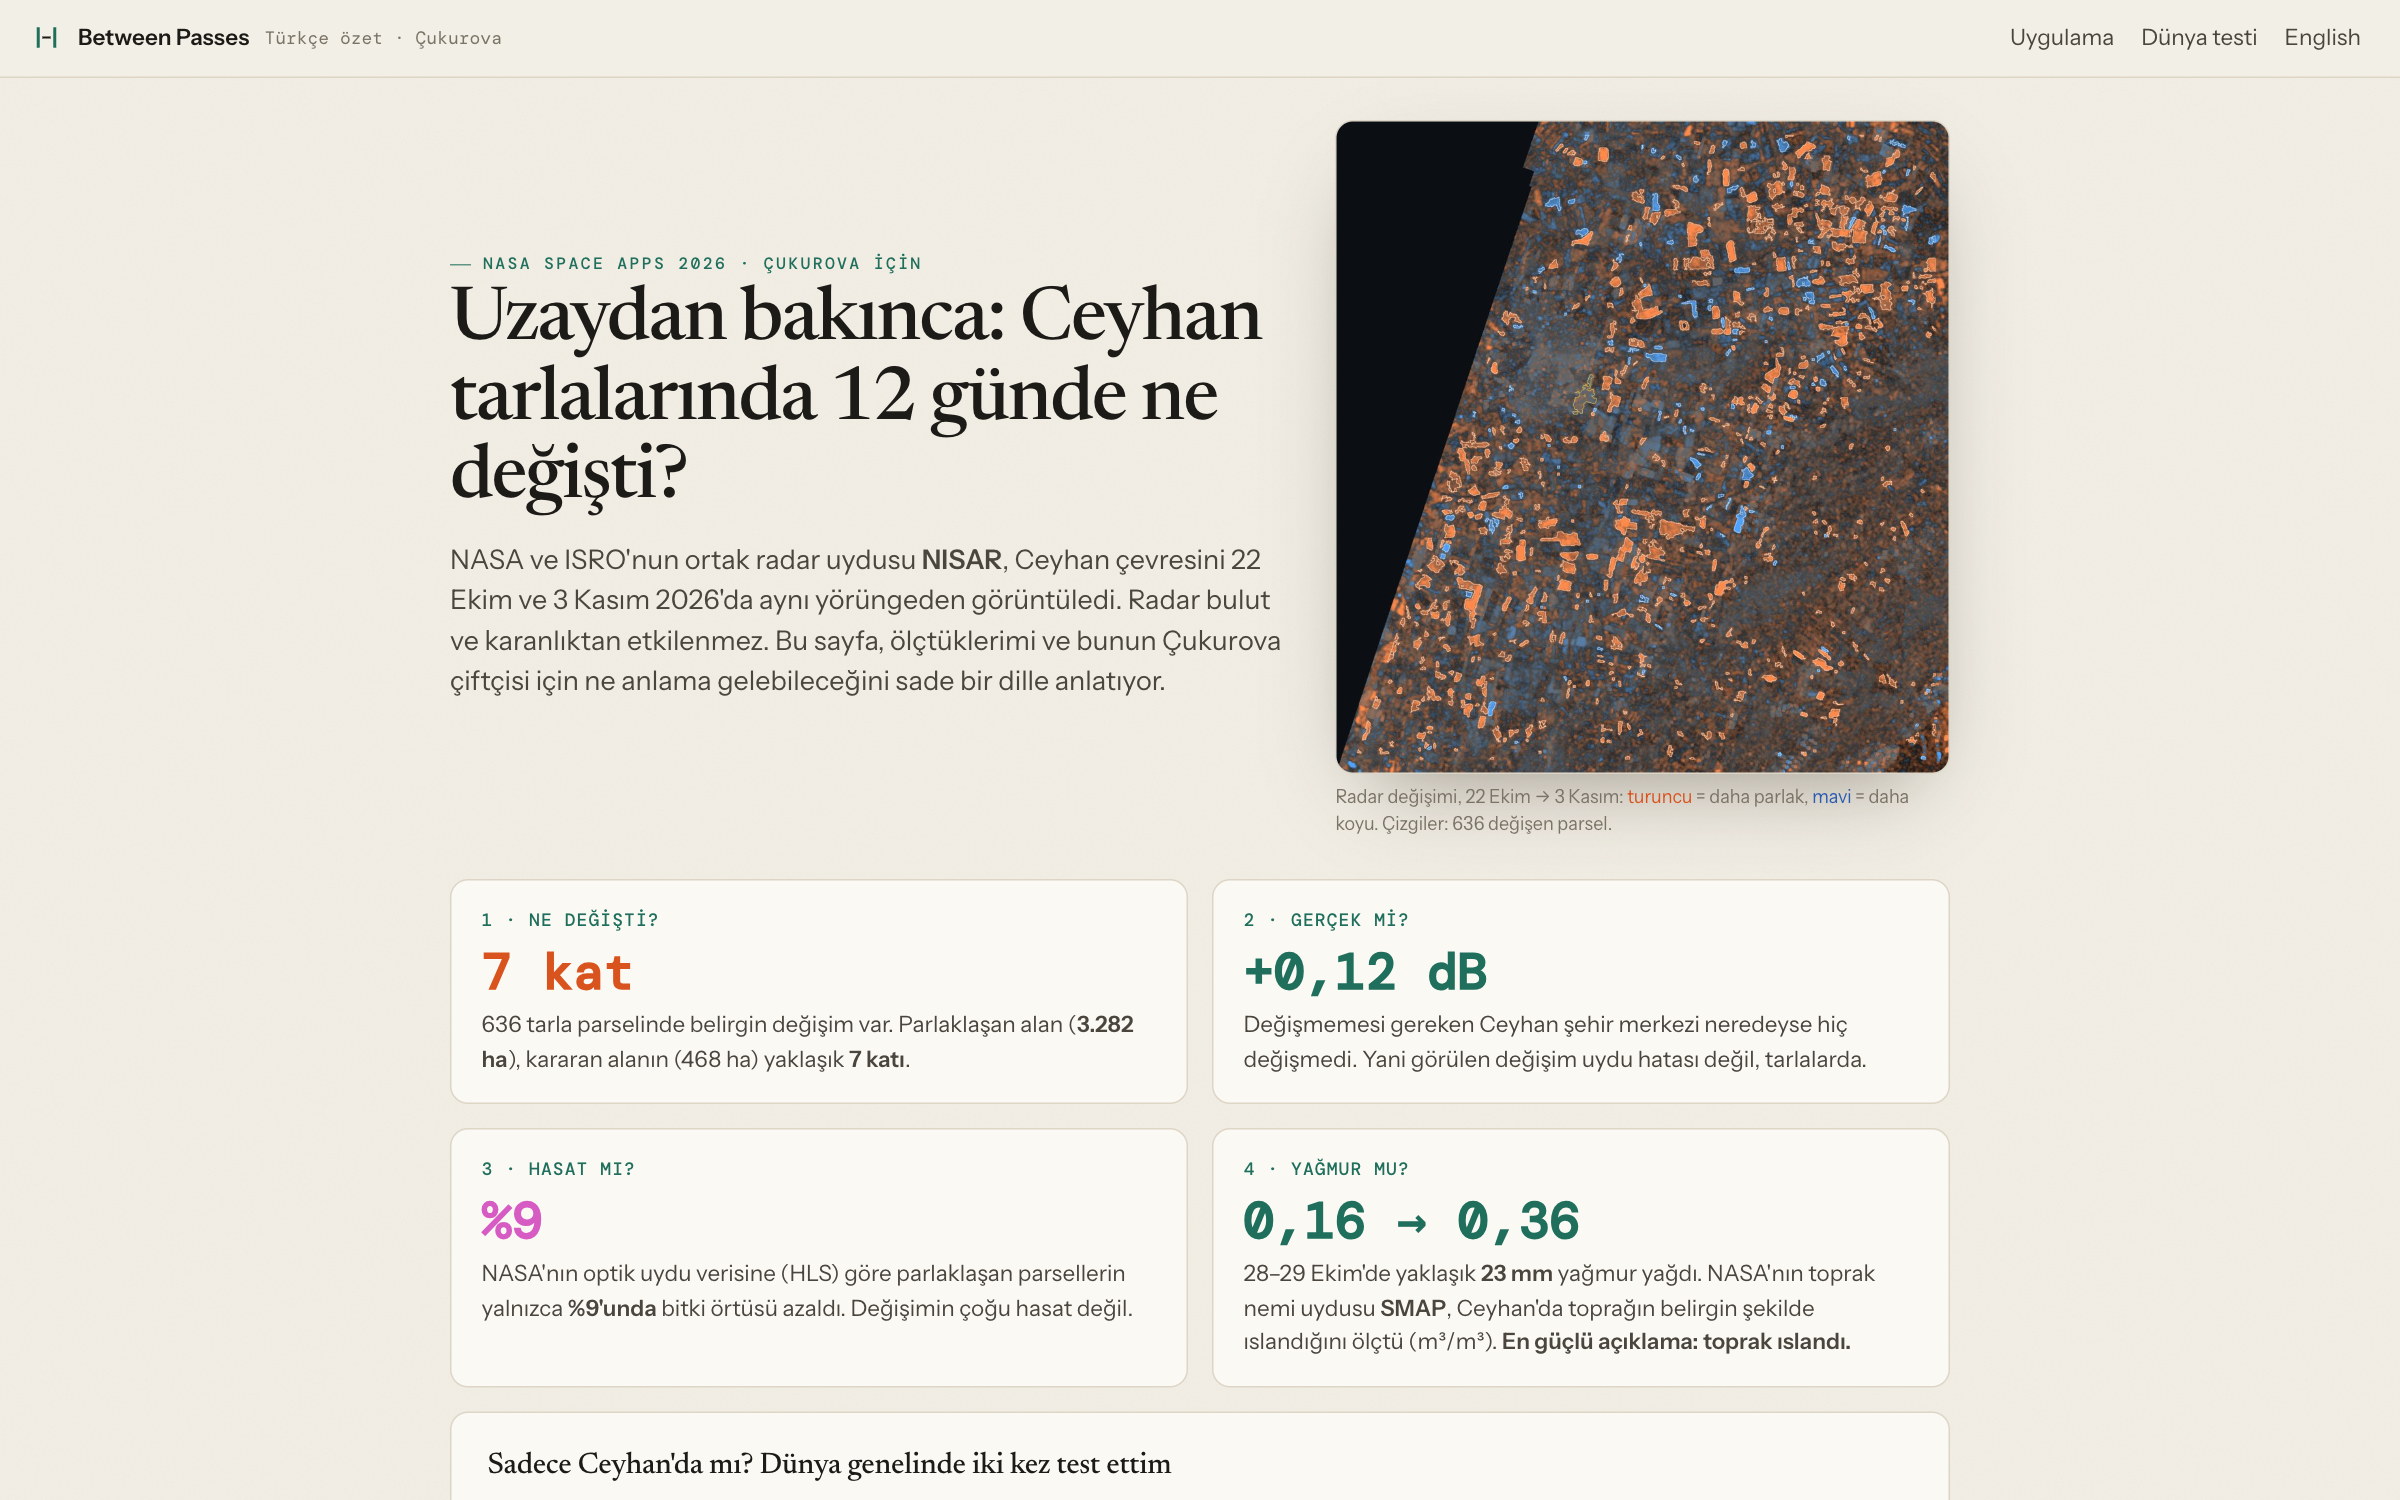 Between Passes Türkçe özet · Çukurova
Uygulama Dünya testi English
NASA SPACE APPS 2026 · ÇUKUROVA İÇİN
Uzaydan bakınca: Ceyhan
tarlalarında 12 günde ne
değişti?
NASA ve ISRO'nun ortak radar uydusu NISAR, Ceyhan çevresini 22
Ekim ve 3 Kasım 2026'da aynı yörüngeden görüntüledi. Radar bulut
ve karanlıktan etkilenmez. Bu sayfa, ölçtüklerimi ve bunun Çukurova
çiftçisi için ne anlama gelebileceğini sade bir dille anlatıyor.
Radar değişimi, 22 Ekim → 3 Kasım: turuncu = daha parlak, mavi = daha
koyu. Çizgiler: 636 değişen parsel.
1 · NE DEĞİŞTİ?
7 kat
636 tarla parselinde belirgin değişim var. Parlaklaşan alan (3.282
ha), kararan alanın (468 ha) yaklaşık 7 katı.
2 · GERÇEK Mİ?
+0,12 dB
Değişmemesi gereken Ceyhan şehir merkezi neredeyse hiç
değişmedi. Yani görülen değişim uydu hatası değil, tarlalarda.
3 · HASAT MI?
%9
NASA'nın optik uydu verisine (HLS) göre parlaklaşan parsellerin
yalnızca %9'unda bitki örtüsü azaldı. Değişimin çoğu hasat değil.
4 · YAĞMUR MU?
0,16 → 0,36
28–29 Ekim'de yaklaşık 23 mm yağmur yağdı. NASA'nın toprak
nemi uydusu SMAP, Ceyhan'da toprağın belirgin şekilde
ıslandığını ölçtü (m³/m³). En güçlü açıklama: toprak ıslandı.
Sadece Ceyhan'da mı? Dünya genelinde iki kez test ettim